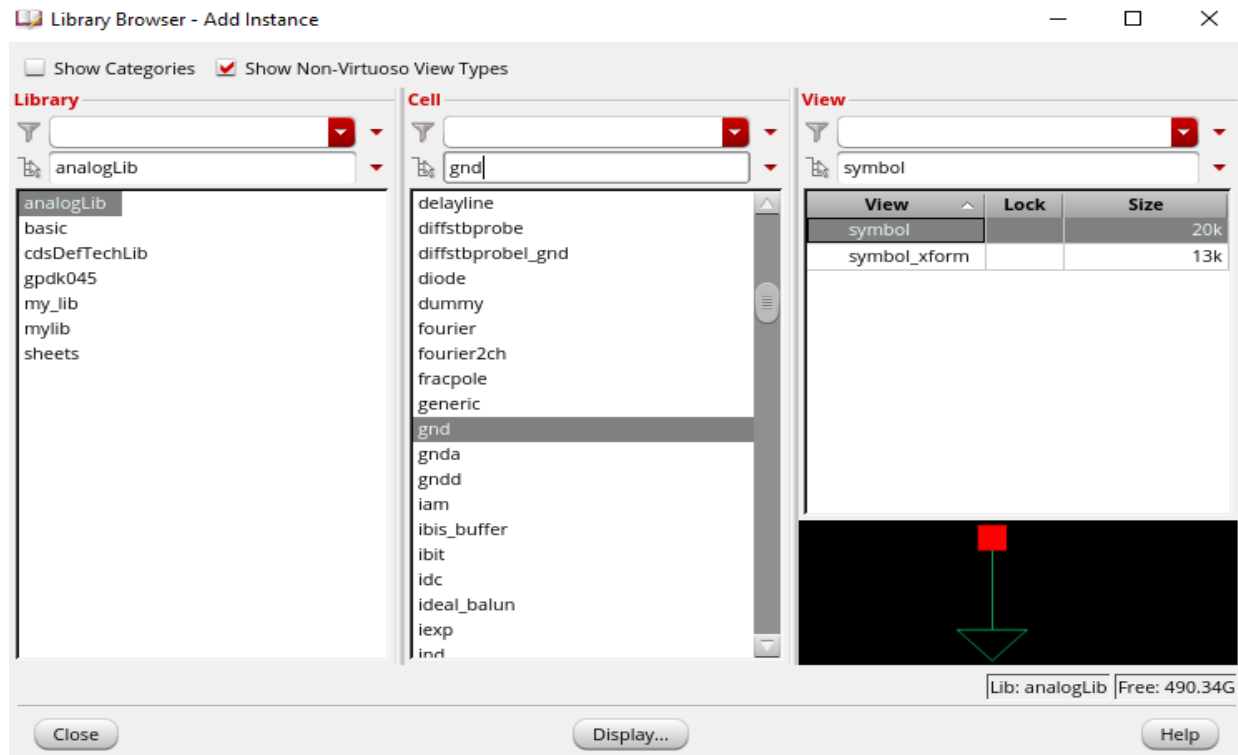 Library Browser - Add Instance
Show Categories Show Non-Virtuoso View Types
Library
analogLib
analogLib
basic
cdsDefTechLib
gpdk045
my_lib
mylib
sheets
Cell
gnd
delayline
diffstbprobe
diffstbprobel_gnd
diode
dummy
fourier
fourier2ch
fracpole
generic
gnd
gnda
gndd
iam
ibis_buffer
ibit
idc
ideal_balun
iexp
ind
View
symbol
View Lock Size
symbol 20k
symbol_xform 13k
Lib: analogLib Free: 490.34G
Close Display... Help